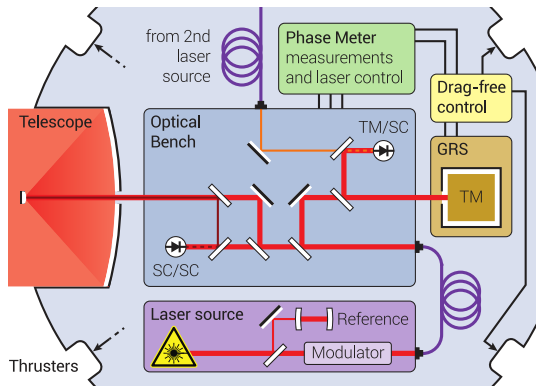 from 2nd
laser
source
Phase Meter
measurements
and laser control
Drag-free
control
Telescope
Optical
Bench
TM/SC
GRS
TM
SC/SC
Laser source
Reference
Modulator
Thrusters